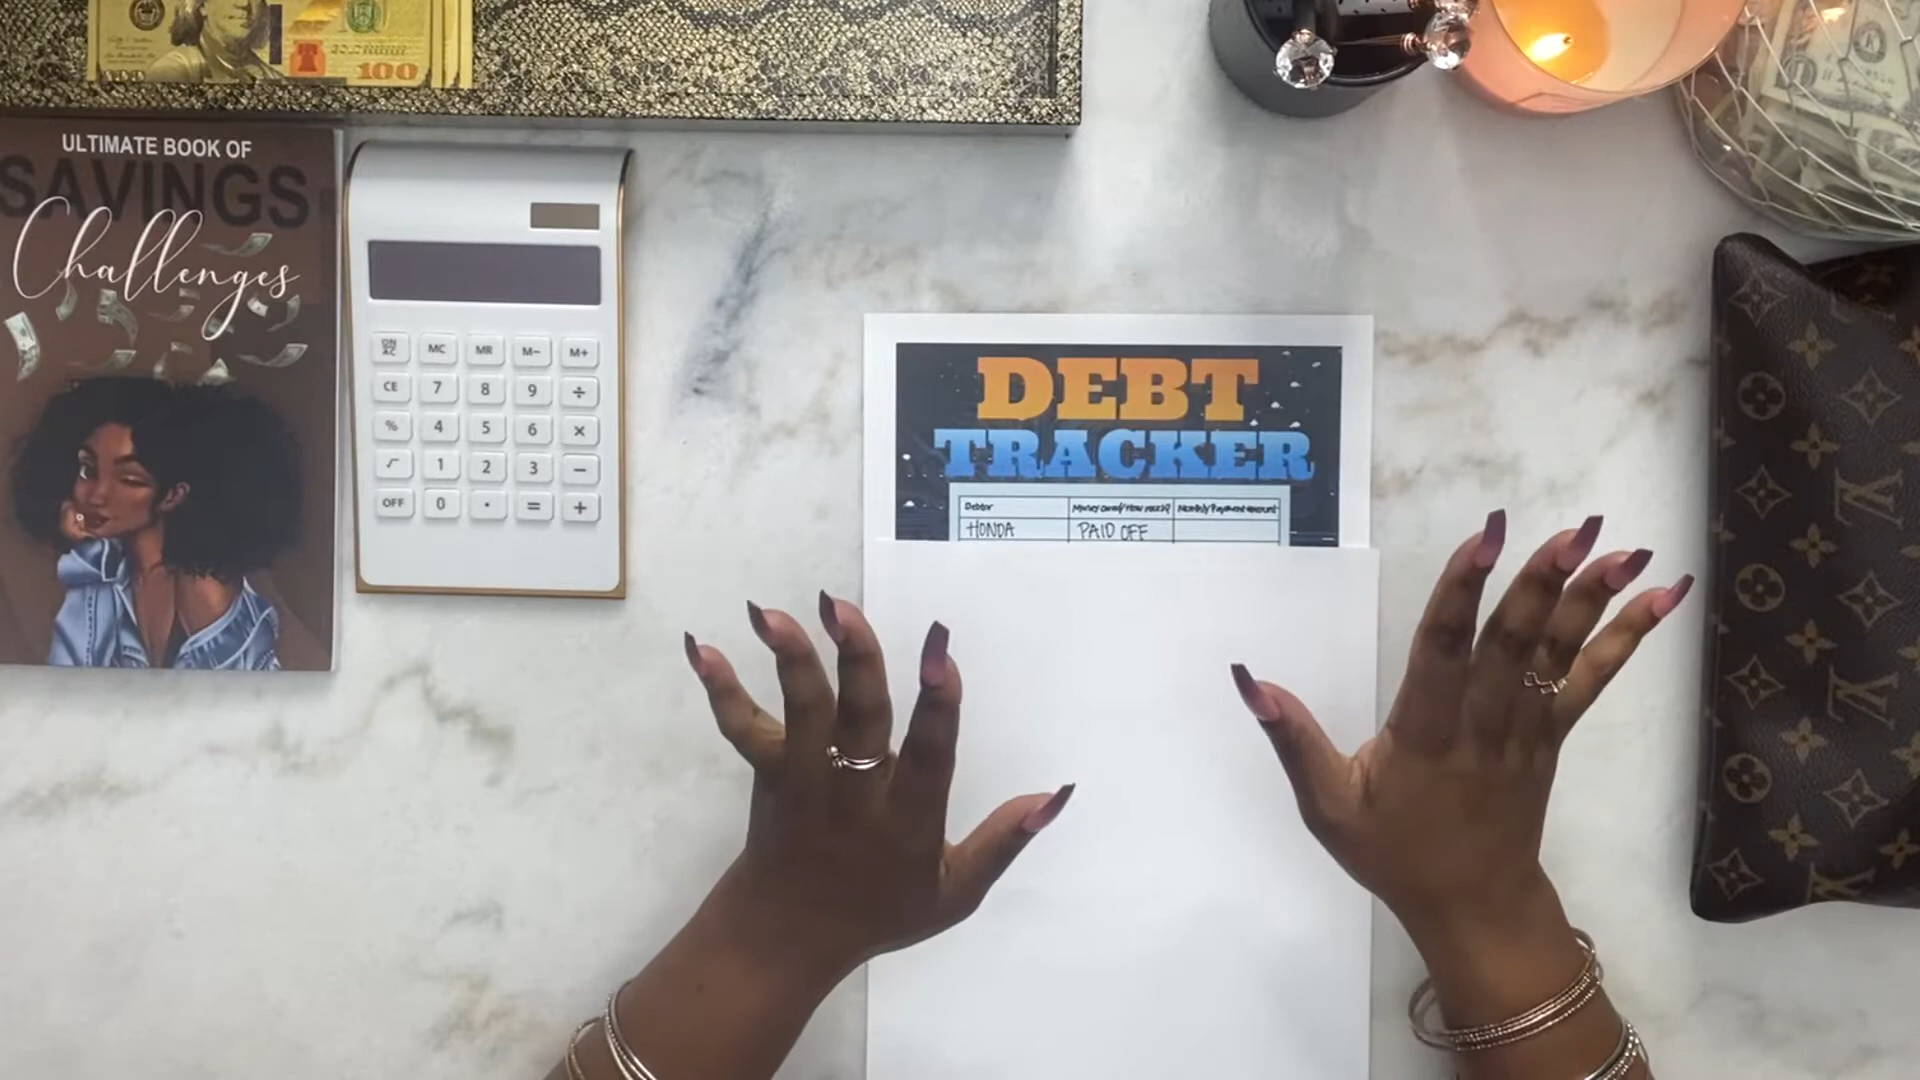 100
ULTIMATE BOOK OF
SAVINGS
Challenges
ON
AC
MC
MR
M−
M+
CE
7
8
9
÷
%
4
5
6
×
√
1
2
3
−
OFF
0
.
=
+
DEBT
TRACKER
Debtor
HONDA
PAID OFF